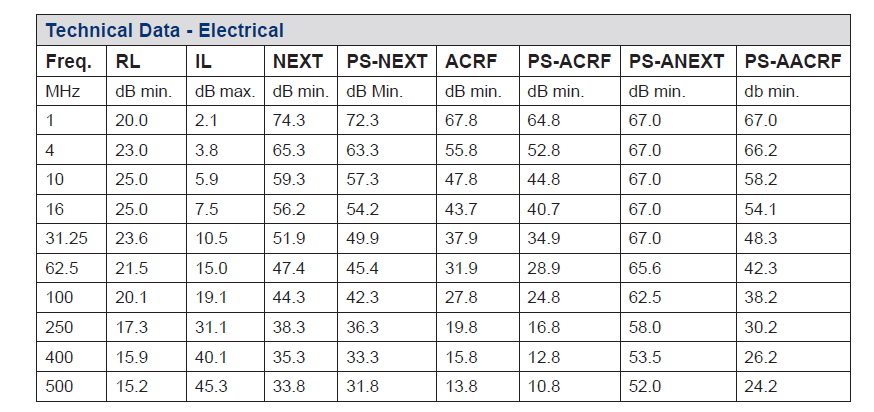 Technical Data - Electrical
Freq. RL IL NEXT PS-NEXT ACRF PS-ACRF PS-ANEXT PS-AACRF
MHz dB min. dB max. dB min. dB Min. dB min. dB min. dB min. db min.
1 20.0 2.1 74.3 72.3 67.8 64.8 67.0 67.0
4 23.0 3.8 65.3 63.3 55.8 52.8 67.0 66.2
10 25.0 5.9 59.3 57.3 47.8 44.8 67.0 58.2
16 25.0 7.5 56.2 54.2 43.7 40.7 67.0 54.1
31.25 23.6 10.5 51.9 49.9 37.9 34.9 67.0 48.3
62.5 21.5 15.0 47.4 45.4 31.9 28.9 65.6 42.3
100 20.1 19.1 44.3 42.3 27.8 24.8 62.5 38.2
250 17.3 31.1 38.3 36.3 19.8 16.8 58.0 30.2
400 15.9 40.1 35.3 33.3 15.8 12.8 53.5 26.2
500 15.2 45.3 33.8 31.8 13.8 10.8 52.0 24.2